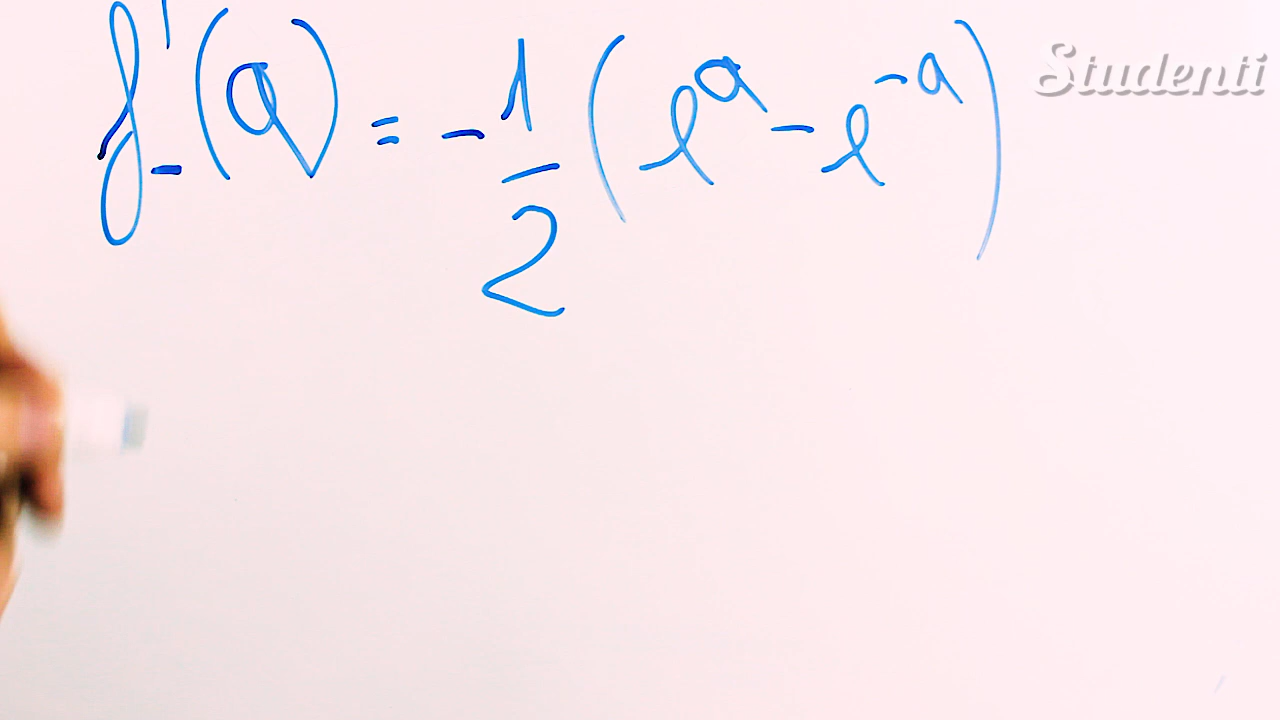 f'₋(a) = -1/2 (e^a - e^-a)
Studenti